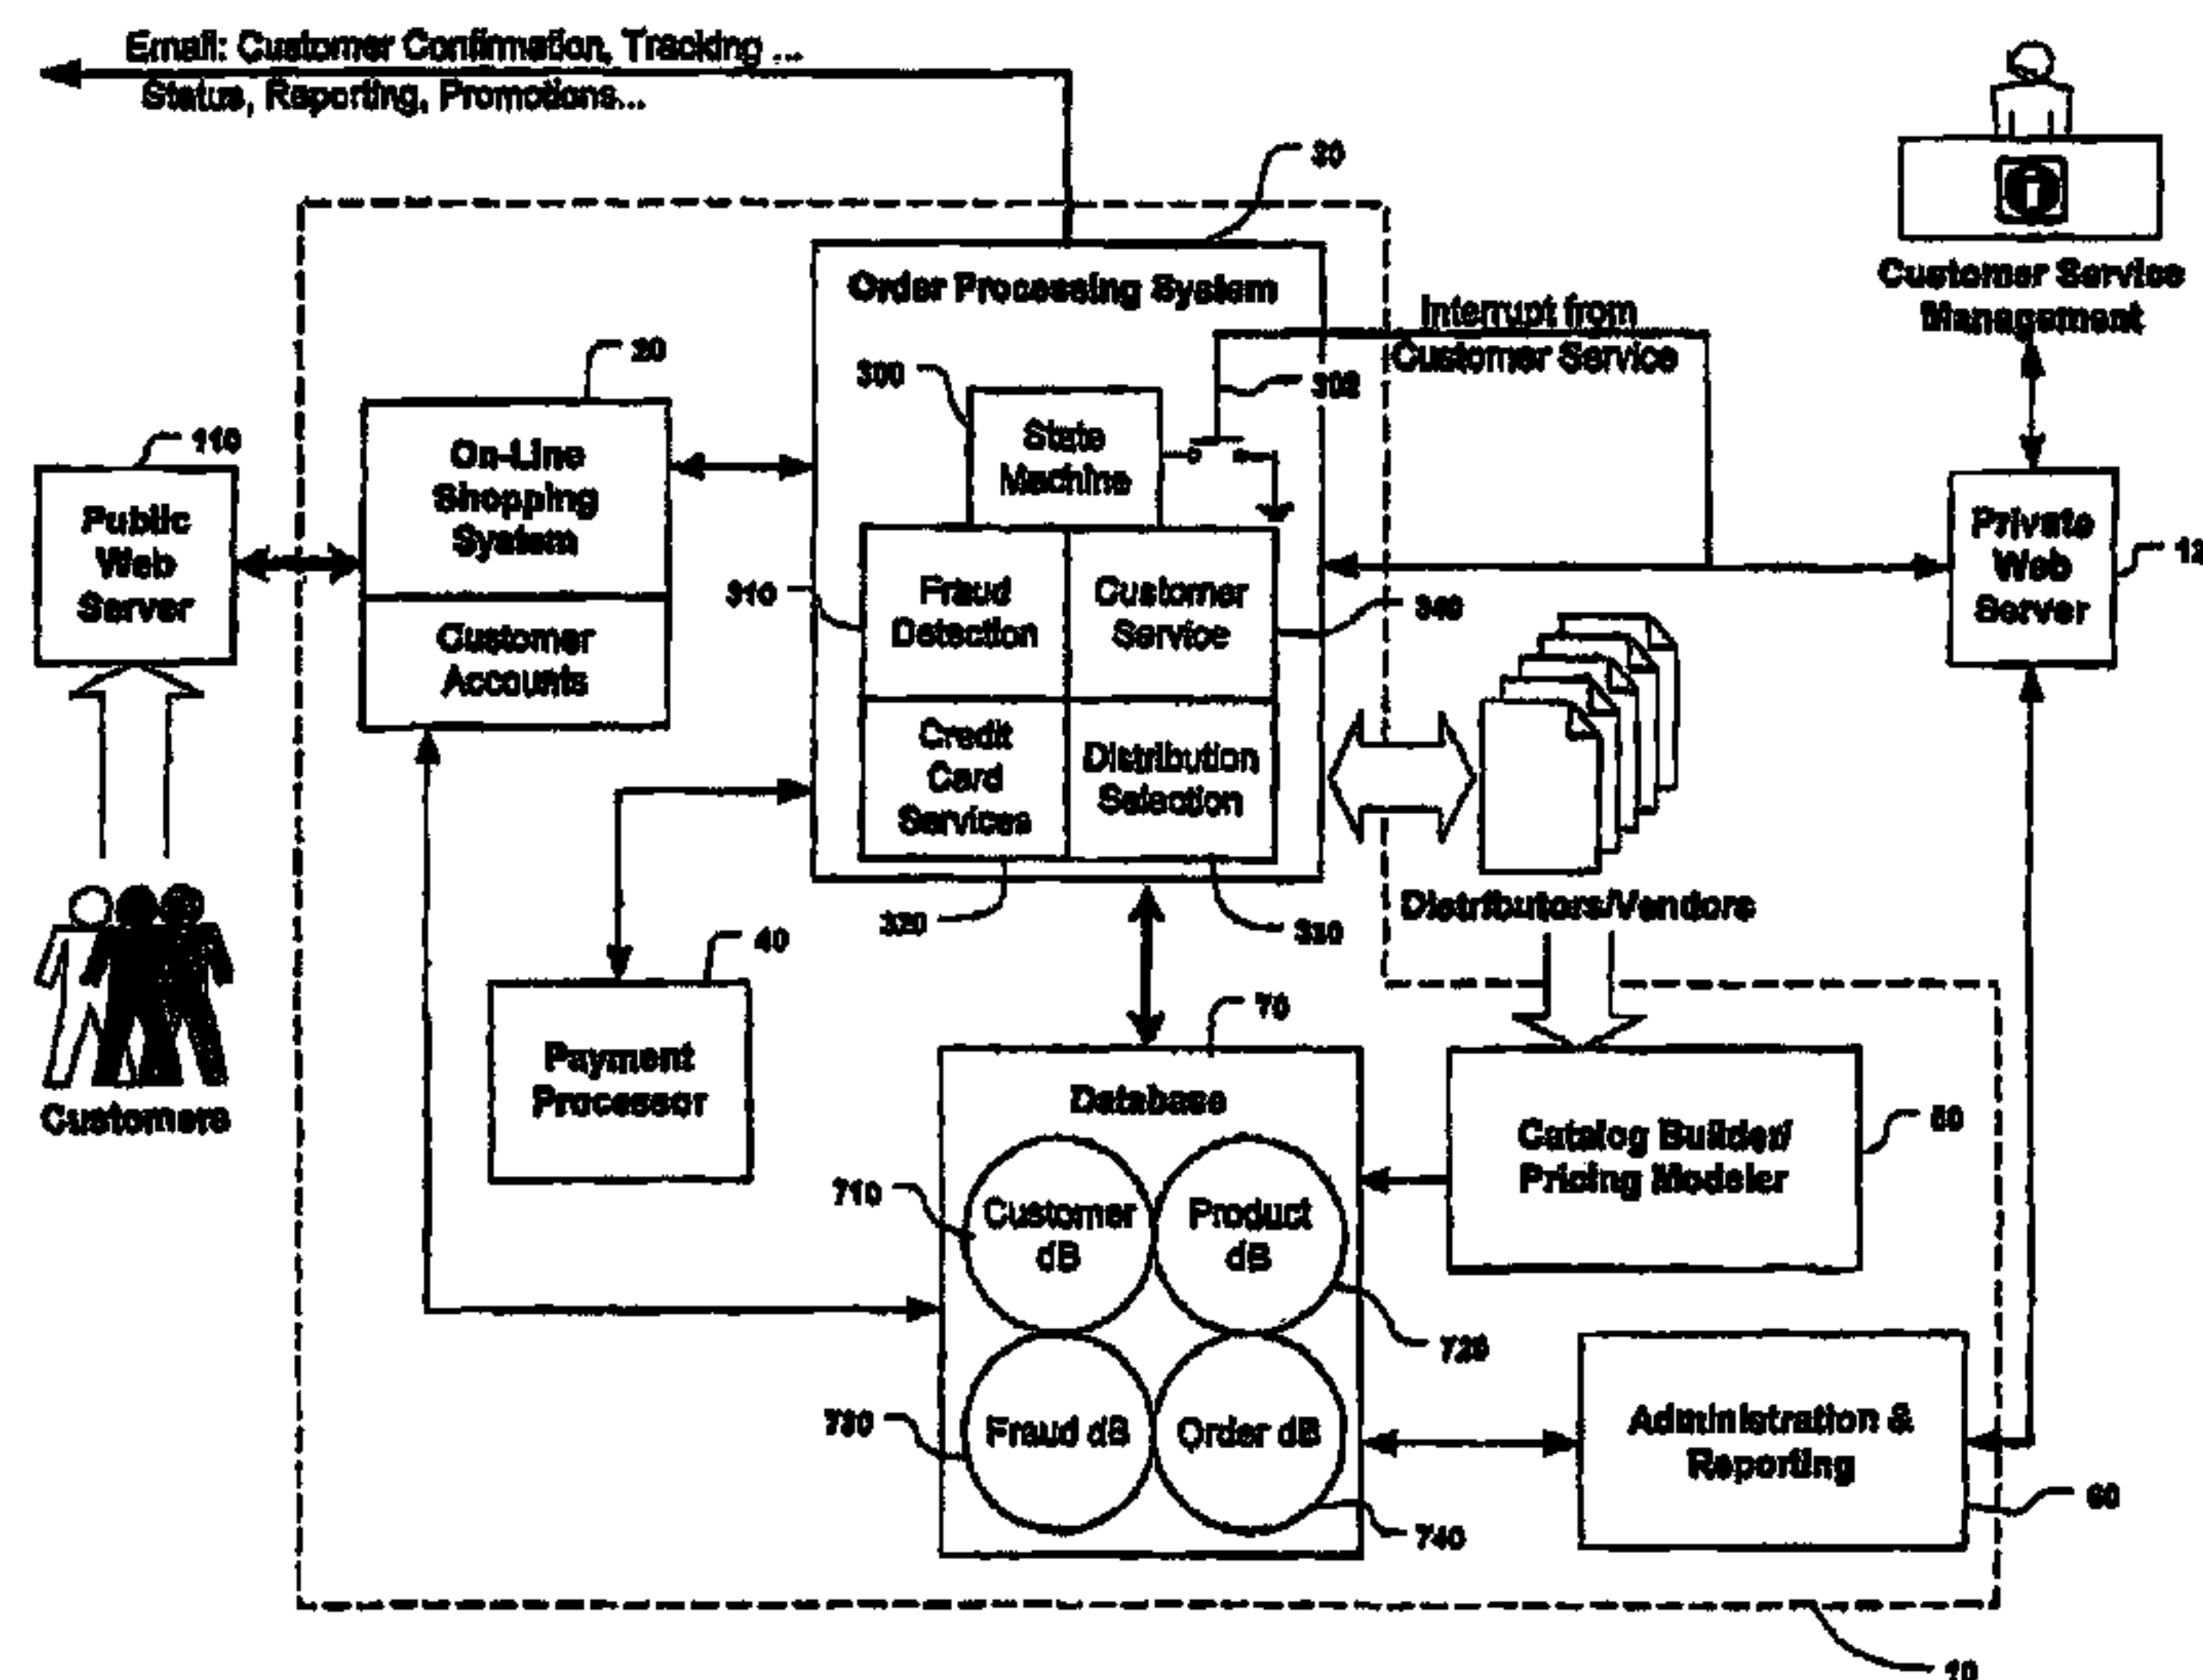 Email: Customer Confirmation, Tracking ...
Status, Reporting, Promotions...
30
Order Processing System
Customer Service
Management
Interrupt from
Customer Service
20
300
302
State
Machine
110
On-Line
Shopping
System
Public
Web
Server
Private
Web
Server
12
310
Fraud
Detection
Customer
Service
340
Customer
Accounts
Credit
Card
Services
Distribution
Selection
320
330
Distributors/Vendors
40
70
Payment
Processor
Database
Customers
Catalog Builder/
Pricing Modeler
50
710
Customer
dB
Product
dB
720
730
Fraud dB
Order dB
740
Administration &
Reporting
60
10